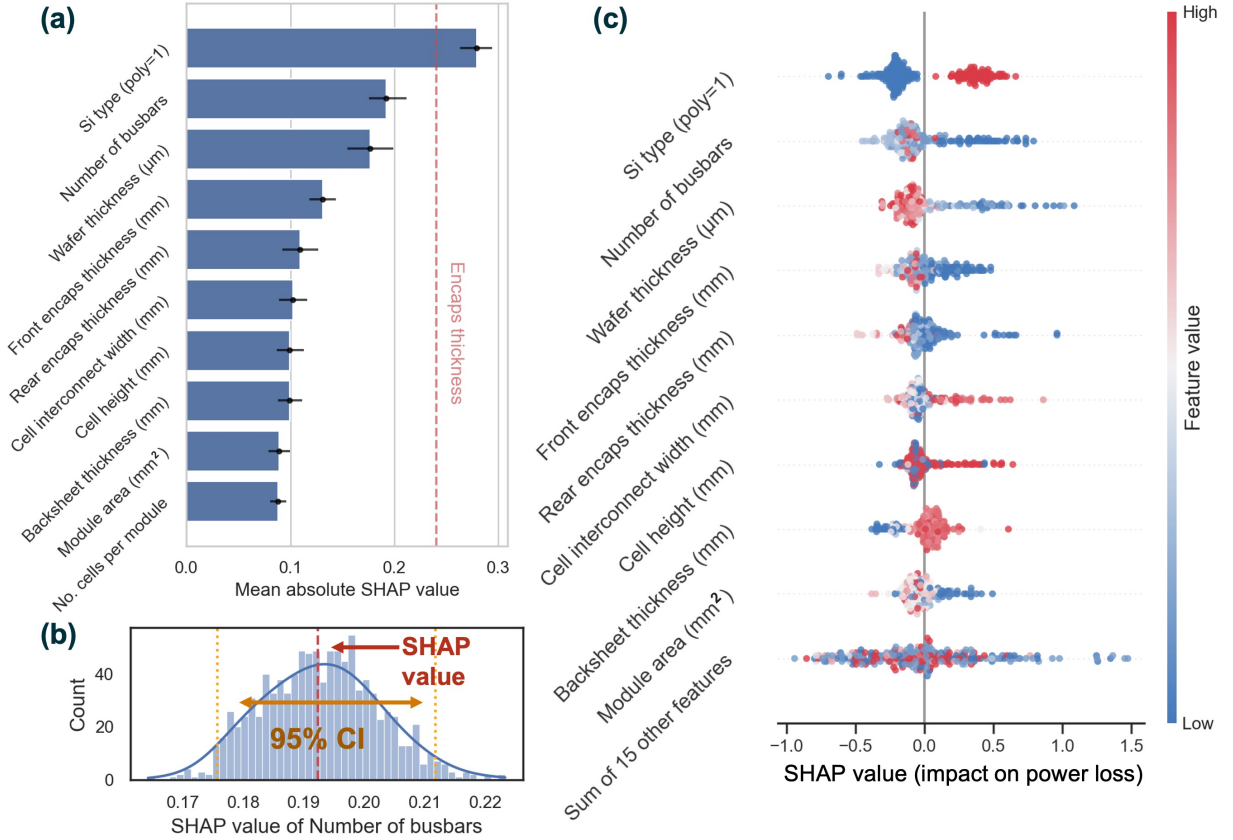 (a)
Si type (poly=1)
Number of busbars
Wafer thickness (µm)
Front encaps thickness (mm)
Rear encaps thickness (mm)
Cell interconnect width (mm)
Cell height (mm)
Backsheet thickness (mm)
Module area (mm²)
No. cells per module
Encaps thickness
0.0 0.1 0.2 0.3
Mean absolute SHAP value
(b)
SHAP
value
95% CI
Count
40
20
0
0.17 0.18 0.19 0.20 0.21 0.22
SHAP value of Number of busbars
(c)
Si type (poly=1)
Number of busbars
Wafer thickness (µm)
Front encaps thickness (mm)
Rear encaps thickness (mm)
Cell interconnect width (mm)
Cell height (mm)
Backsheet thickness (mm)
Module area (mm²)
Sum of 15 other features
−1.0 −0.5 0.0 0.5 1.0 1.5
SHAP value (impact on power loss)
High
Feature value
Low